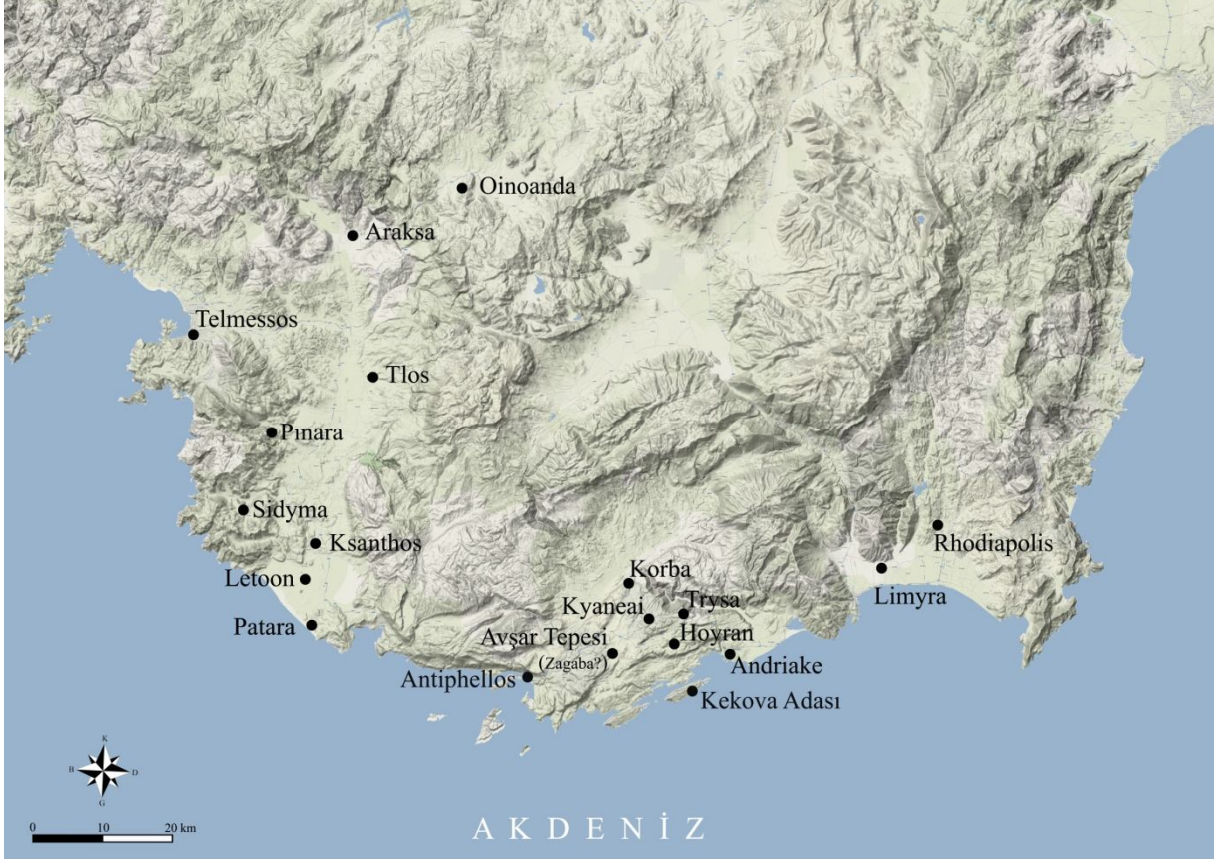 Oinoanda
Araksa
Telmessos
Tlos
Pınara
Sidyma
Ksanthos
Rhodiapolis
Letoon
Korba
Limyra
Kyaneai
Trysa
Patara
Avşar Tepesi
Hoyran
(Zagaba?)
Andriake
Antiphellos
Kekova Adası
K
B
D
G
0 10 20 km
AKDENİZ